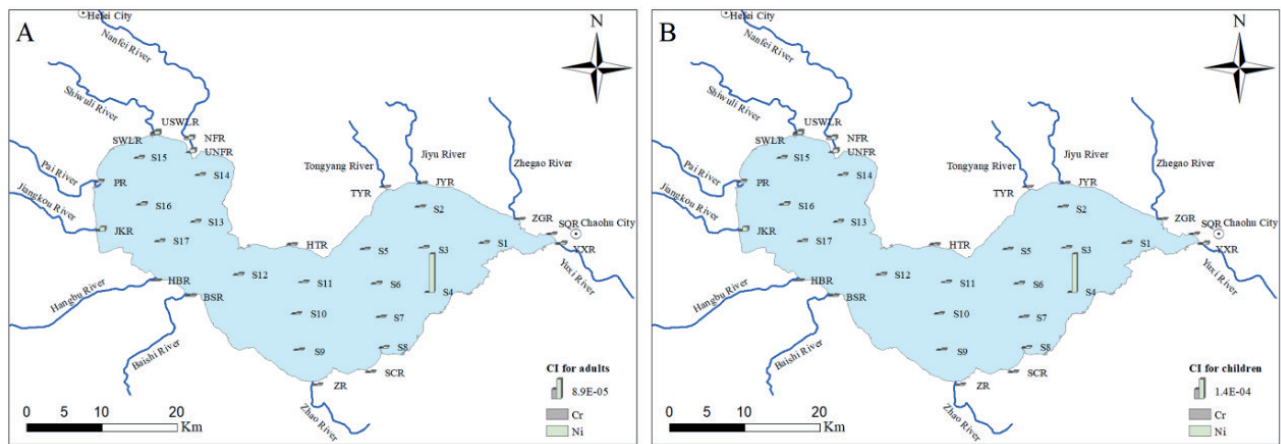 A
Hefei City
Nanfei River
N
Shiwuli River
USWLR
SWLR
NFR
UNFR
S15
Pai River
S14
PR
Jiangkou River
S16
S13
JKR
S17
HTR
Tongyang River
TYR
Jiyu River
JYR
Zhegao River
S2
ZGR
SQR
Chaohu City
YXR
Yuxi River
S1
S3
S5
S12
S11
S6
S4
HBR
Hangbu River
BSR
Baishi River
S10
S7
S9
S8
SCR
ZR
Zhao River
CI for adults
8.9E-05
Cr
Ni
0 5 10 20
Km
B
Hefei City
Nanfei River
N
Shiwuli River
USWLR
SWLR
NFR
UNFR
S15
Pai River
S14
PR
Jiangkou River
S16
S13
JKR
S17
HTR
Tongyang River
TYR
Jiyu River
JYR
Zhegao River
S2
ZGR
SQR
Chaohu City
YXR
Yuxi River
S1
S3
S5
S12
S11
S6
S4
HBR
Hangbu River
BSR
Baishi River
S10
S7
S9
S8
SCR
ZR
Zhao River
CI for children
1.4E-04
Cr
Ni
0 5 10 20
Km